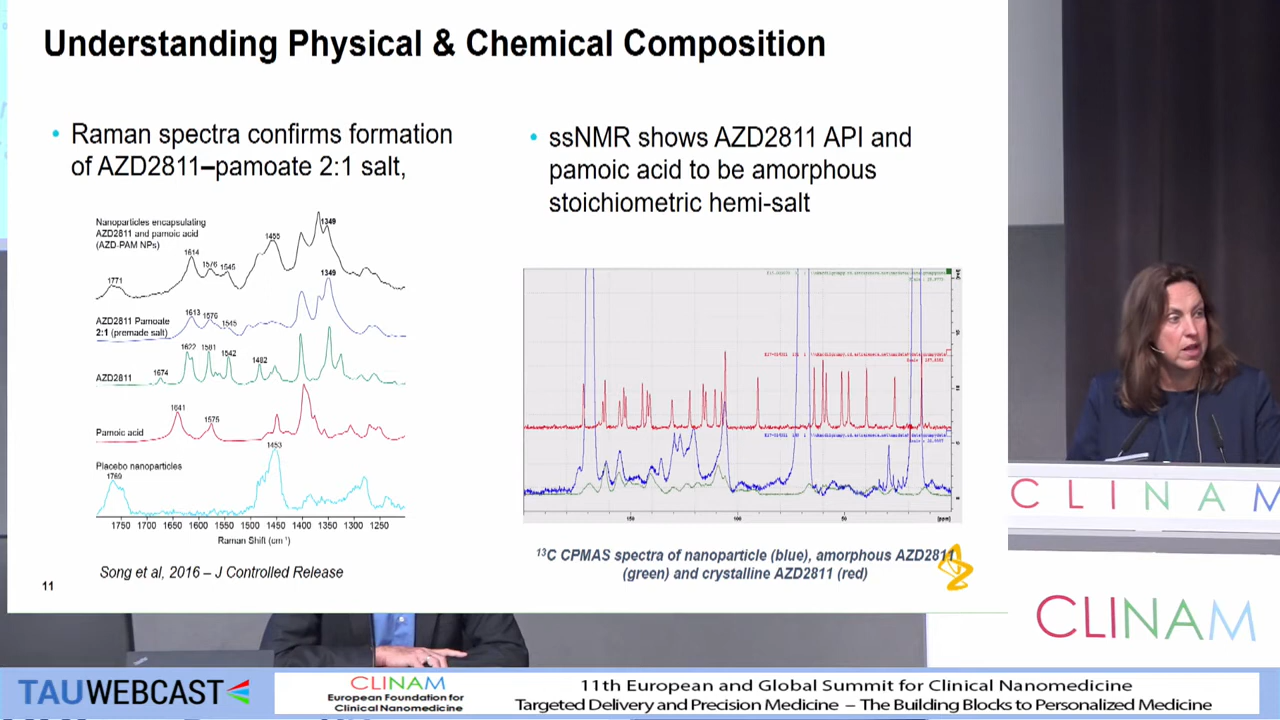 Understanding Physical & Chemical Composition
• Raman spectra confirms formation
of AZD2811–pamoate 2:1 salt,
• ssNMR shows AZD2811 API and
pamoic acid to be amorphous
stoichiometric hemi-salt
Nanoparticles encapsulating
AZD2811 and pamoic acid
(AZD-PAM NPs)
1771
1614
1576
1545
1455
1349
AZD2811 Pamoate
2:1 (premade salt)
1613
1576
1545
1349
AZD2811
1674
1622
1581
1542
1482
Pamoic acid
1641
1575
Placebo nanoparticles
1769
1453
1750 1700 1650 1600 1550 1500 1450 1400 1350 1300 1250
Raman Shift (cm⁻¹)
150 100 50 [ppm]
¹³C CPMAS spectra of nanoparticle (blue), amorphous AZD2811
(green) and crystalline AZD2811 (red)
Song et al, 2016 – J Controlled Release
11
CLINAM
CLINAM
TAUWEBCAST
CLINAM
European Foundation for
Clinical Nanomedicine
11th European and Global Summit for Clinical Nanomedicine
Targeted Delivery and Precision Medicine – The Building Blocks to Personalized Medicine